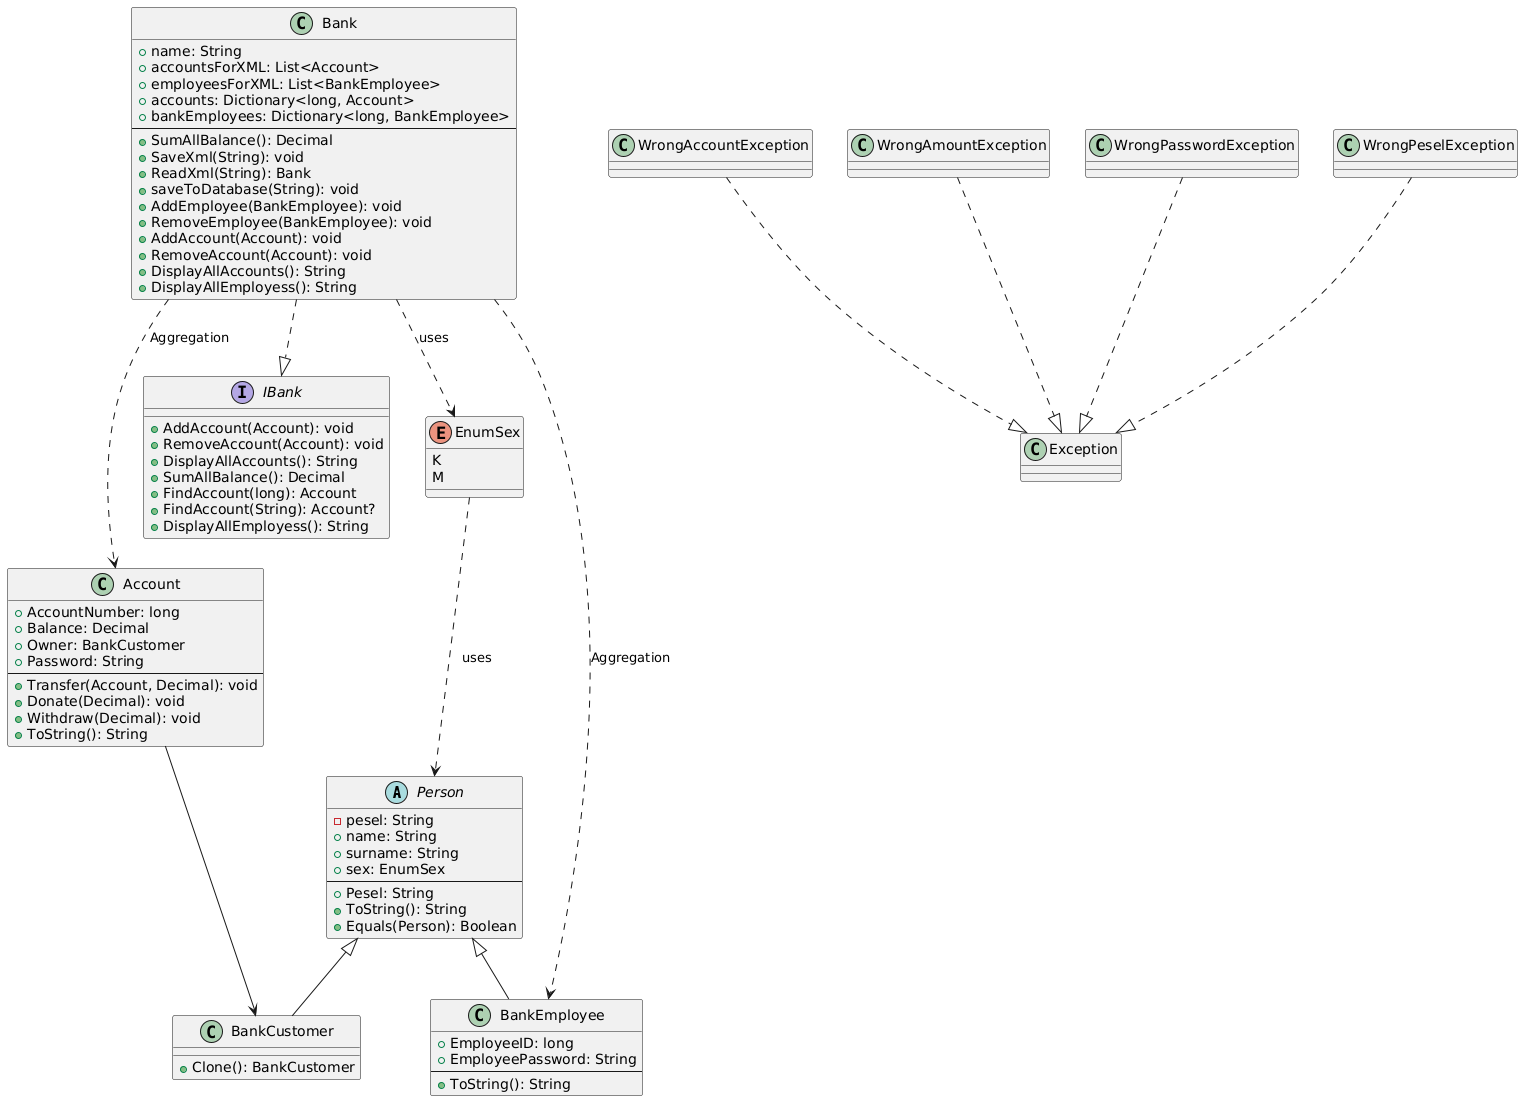 C Bank
name: String
accountsForXML: List<Account>
employeesForXML: List<BankEmployee>
accounts: Dictionary<long, Account>
bankEmployees: Dictionary<long, BankEmployee>
SumAllBalance(): Decimal
SaveXml(String): void
ReadXml(String): Bank
saveToDatabase(String): void
AddEmployee(BankEmployee): void
RemoveEmployee(BankEmployee): void
AddAccount(Account): void
RemoveAccount(Account): void
DisplayAllAccounts(): String
DisplayAllEmployess(): String
C WrongAccountException
C WrongAmountException
C WrongPasswordException
C WrongPeselException
Aggregation
uses
I IBank
AddAccount(Account): void
RemoveAccount(Account): void
DisplayAllAccounts(): String
SumAllBalance(): Decimal
FindAccount(long): Account
FindAccount(String): Account?
DisplayAllEmployess(): String
E EnumSex
K
M
C Exception
C Account
AccountNumber: long
Balance: Decimal
Owner: BankCustomer
Password: String
Transfer(Account, Decimal): void
Donate(Decimal): void
Withdraw(Decimal): void
ToString(): String
uses
Aggregation
A Person
pesel: String
name: String
surname: String
sex: EnumSex
Pesel: String
ToString(): String
Equals(Person): Boolean
C BankCustomer
Clone(): BankCustomer
C BankEmployee
EmployeeID: long
EmployeePassword: String
ToString(): String